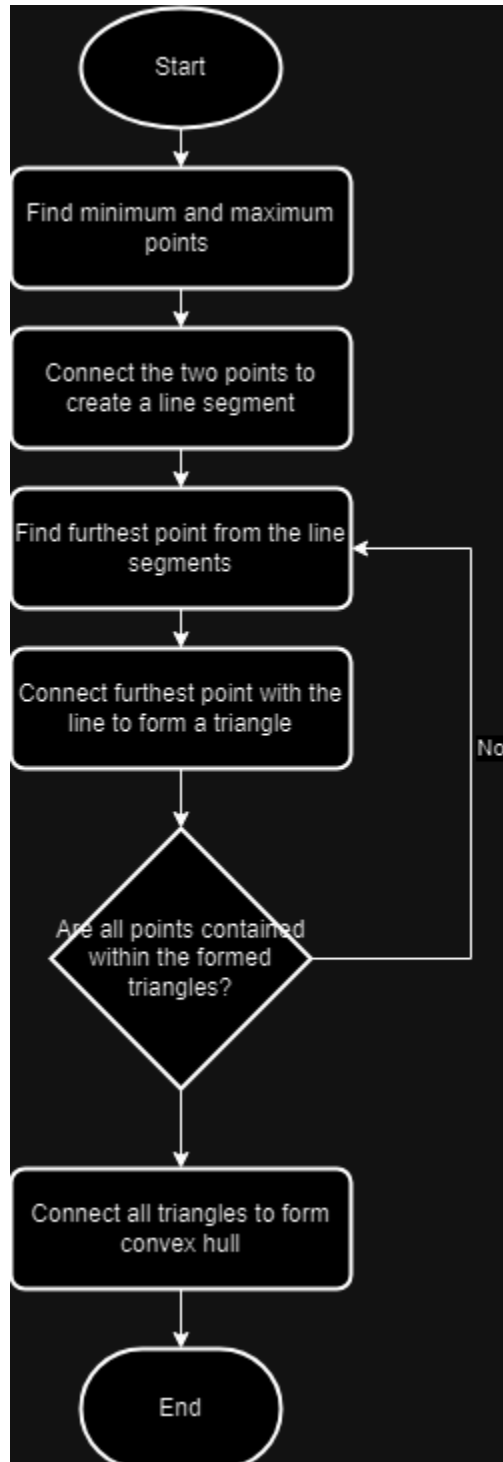 Start
Find minimum and maximum
points
Connect the two points to
create a line segment
Find furthest point from the line
segments
Connect furthest point with the
line to form a triangle
No
Are all points contained
within the formed
triangles?
Connect all triangles to form
convex hull
End